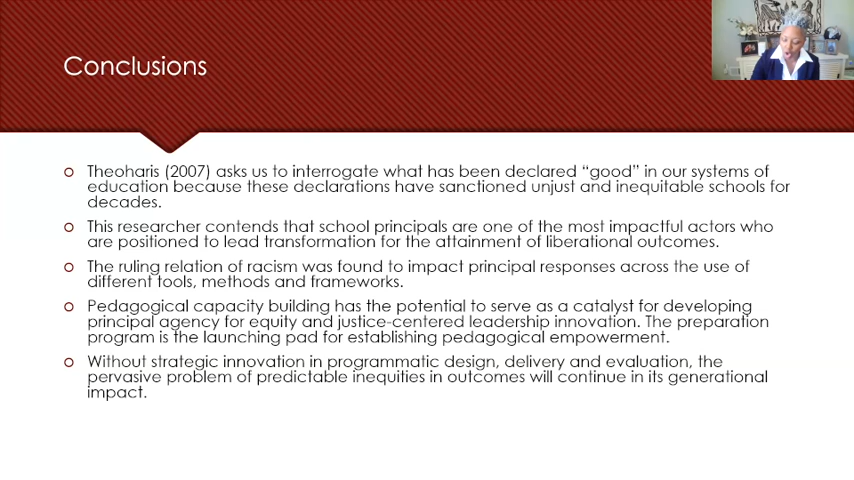 Conclusions
Theoharis (2007) asks us to interrogate what has been declared “good” in our systems of
education because these declarations have sanctioned unjust and inequitable schools for
decades.
This researcher contends that school principals are one of the most impactful actors who
are positioned to lead transformation for the attainment of liberational outcomes.
The ruling relation of racism was found to impact principal responses across the use of
different tools, methods and frameworks.
Pedagogical capacity building has the potential to serve as a catalyst for developing
principal agency for equity and justice-centered leadership innovation. The preparation
program is the launching pad for establishing pedagogical empowerment.
Without strategic innovation in programmatic design, delivery and evaluation, the
pervasive problem of predictable inequities in outcomes will continue in its generational
impact.